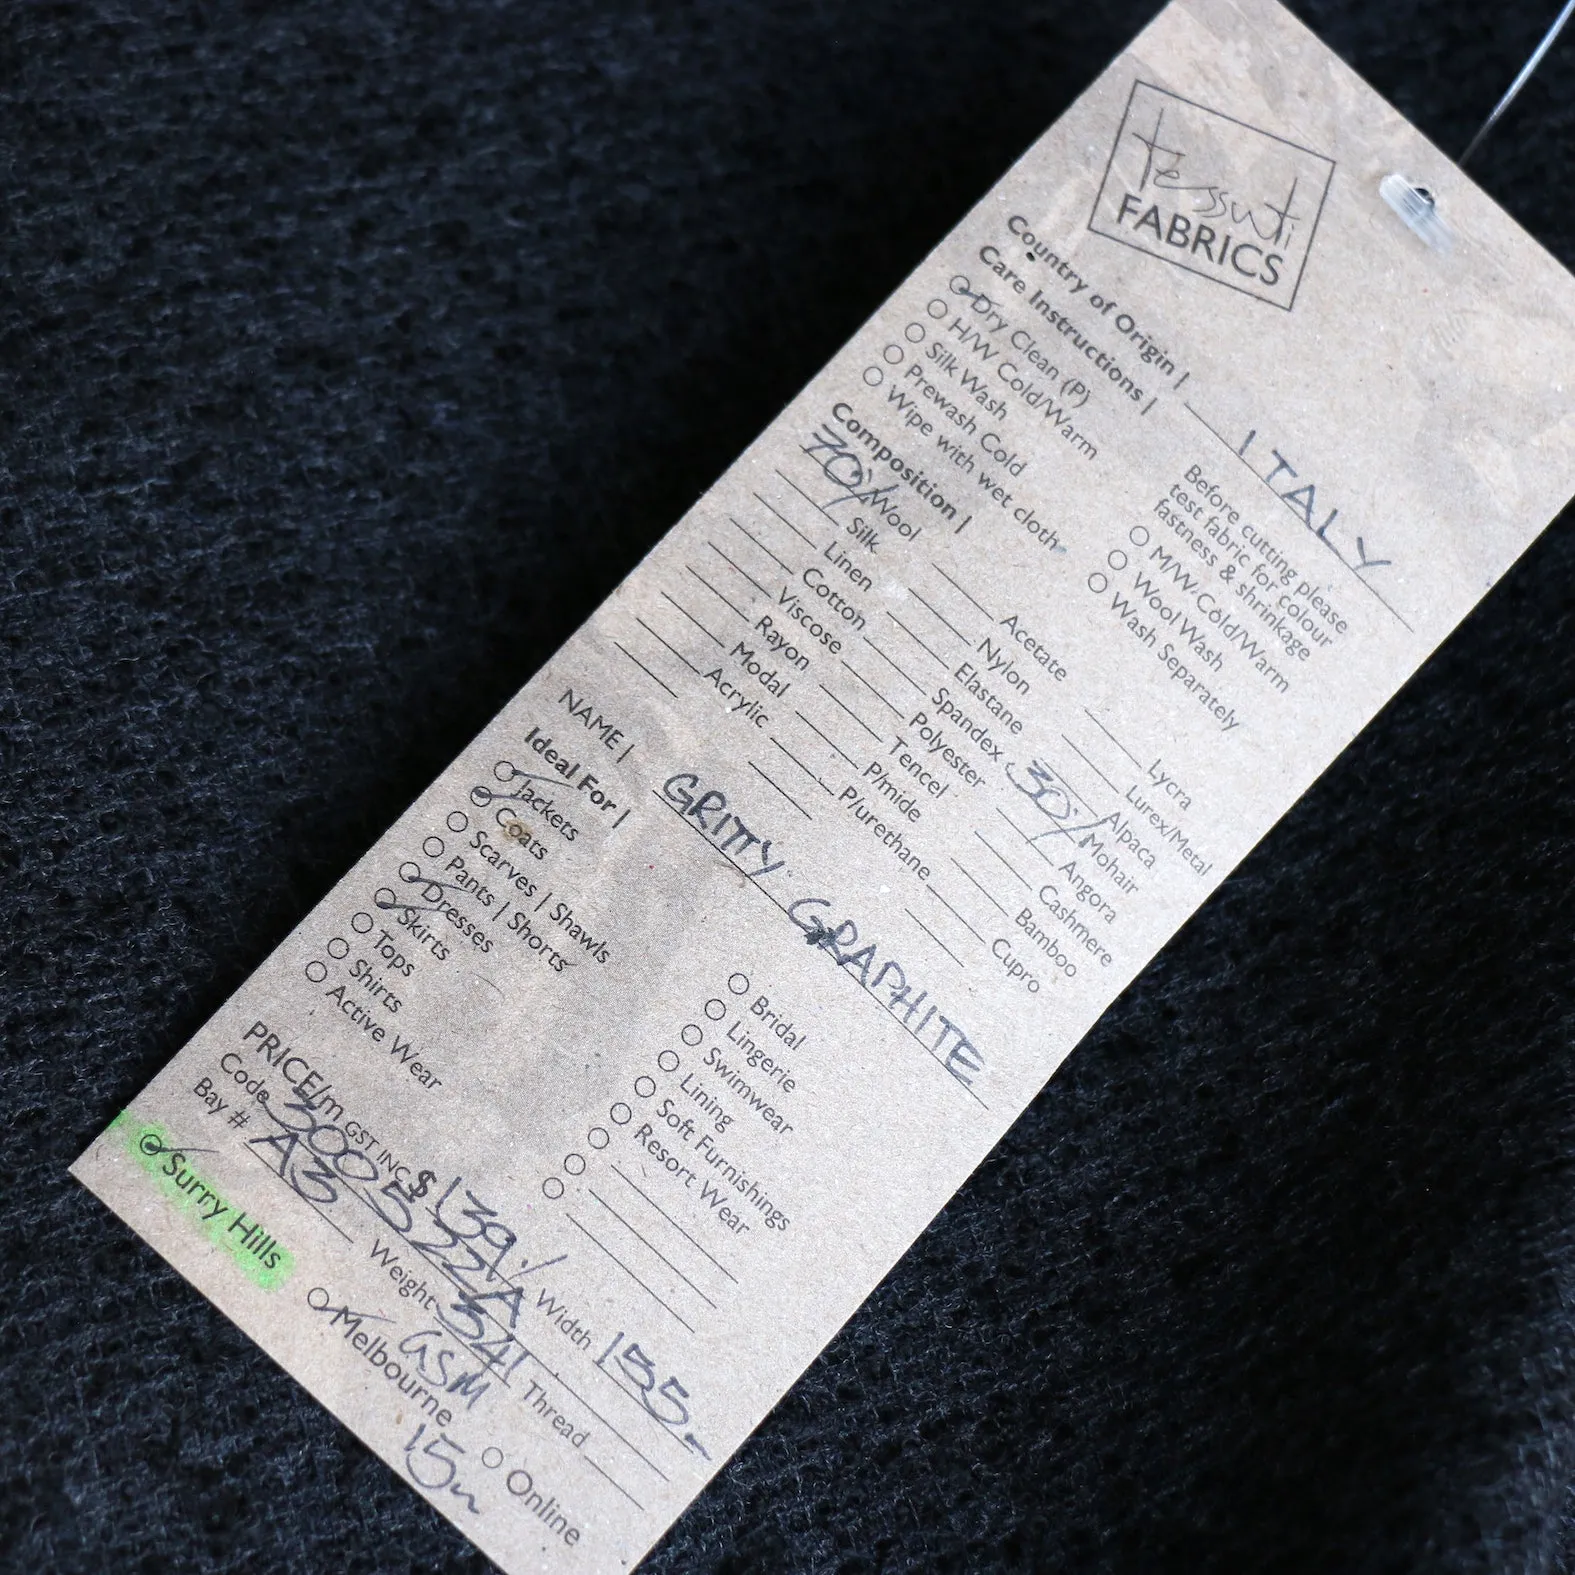 tessuti
FABRICS
Country of Origin | ITALY
Care Instructions |
Dry Clean (P)
H/W Cold/Warm
Silk Wash
Prewash Cold
Wipe with wet cloth
Before cutting please
test fabric for colour
fastness & shrinkage
M/W Cold/Warm
Wool Wash
Wash Separately
Composition |
70% Wool
Silk
Linen
Cotton
Viscose
Rayon
Modal
Acrylic
Acetate
Nylon
Elastane
Spandex
Polyester
Tencel
P/mide
P/urethane
Lycra
Lurex/Metal
Alpaca
30% Mohair
Angora
Cashmere
Bamboo
Cupro
NAME | GRITTY GRAPHITE
Ideal For |
Jackets
Coats
Scarves | Shawls
Pants | Shorts
Dresses
Skirts
Tops
Shirts
Active Wear
Bridal
Lingerie
Swimwear
Lining
Soft Furnishings
Resort Wear
PRICE/m GST INC $ 139./ Width 155
Code 300522A
Bay # A3 Weight 341 Thread
GSM
Surry Hills Melbourne Online
15m